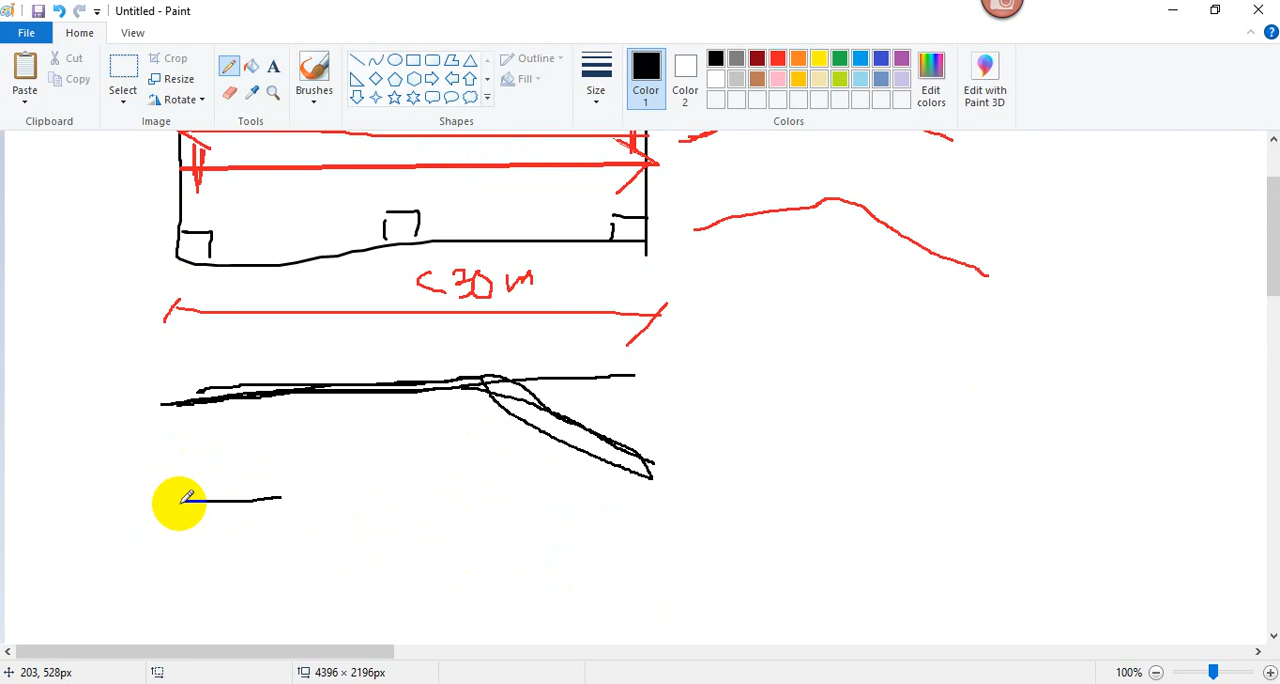 Untitled - Paint
File
Home
View
Paste
Cut
Copy
Clipboard
Select
Crop
Resize
Rotate
Image
A
Tools
Brushes
Outline
Fill
Shapes
Size
Color 1
Color 2
Edit colors
Edit with Paint 3D
Colors
<30 m
203, 528px
4396 × 2196px
100%